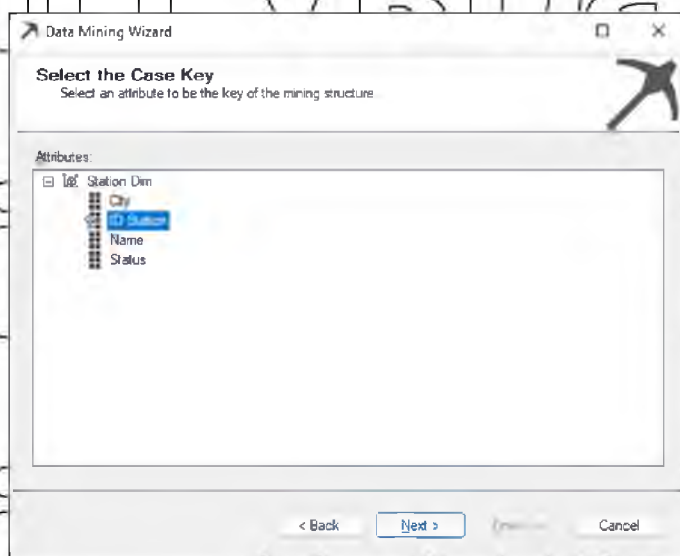 Data Mining Wizard
Select the Case Key
Select an attribute to be the key of the mining structure
Attributes:
Station Dim
City
ID Station
Name
Status
< Back
Next >
Cancel